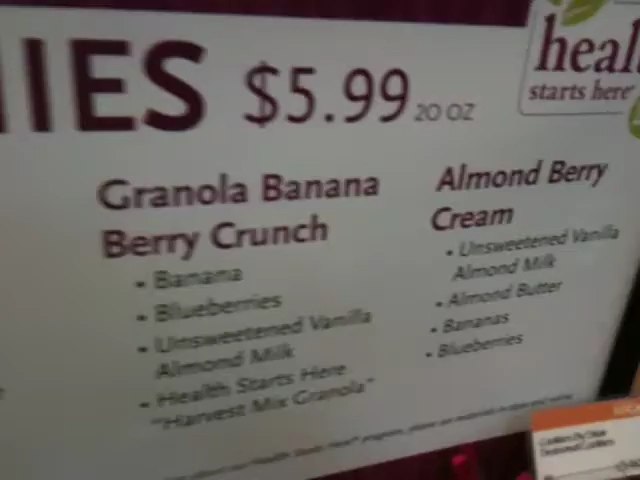 IES $5.99 20 OZ
heal
starts here
Granola Banana
Berry Crunch
• Banana
• Blueberries
• Unsweetened Vanilla
Almond Milk
• Health Starts Here
"Harvest Mix Granola"
Almond Berry
Cream
• Unsweetened Vanilla
Almond Milk
• Almond Butter
• Bananas
• Blueberries